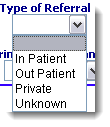 Type of Referral
In Patient
Out Patient
Private
Unknown